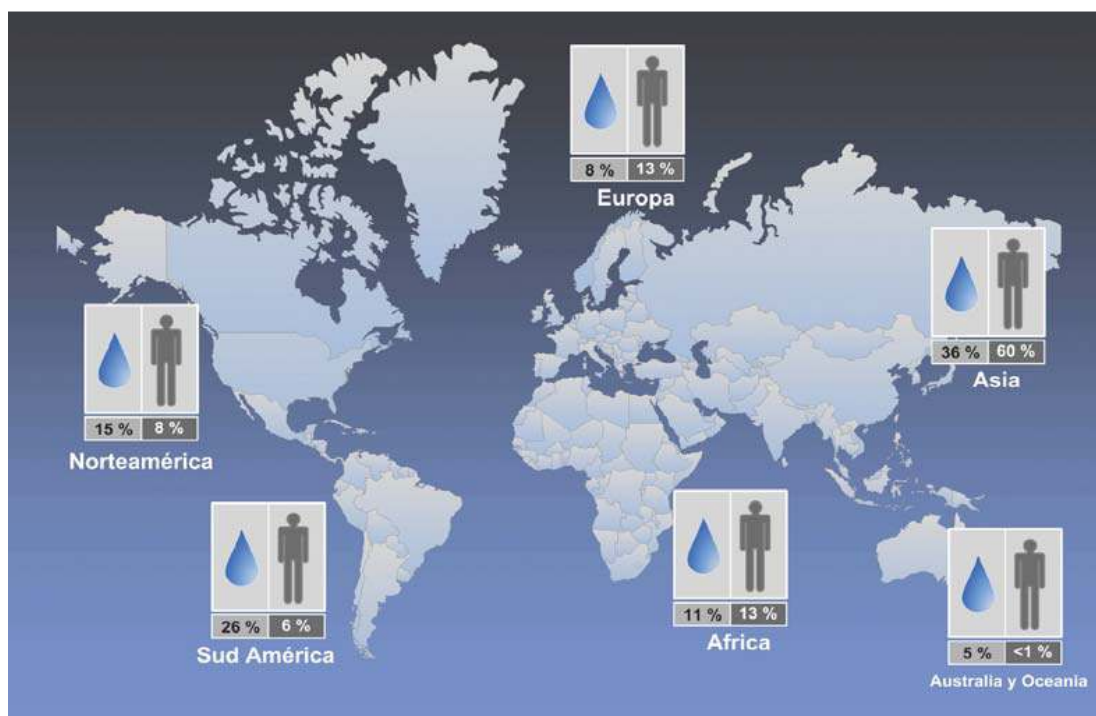 8 % 13 %
Europa
36 % 60 %
Asia
15 % 8 %
Norteamérica
26 % 6 %
Sud América
11 % 13 %
Africa
5 % <1 %
Australia y Oceania